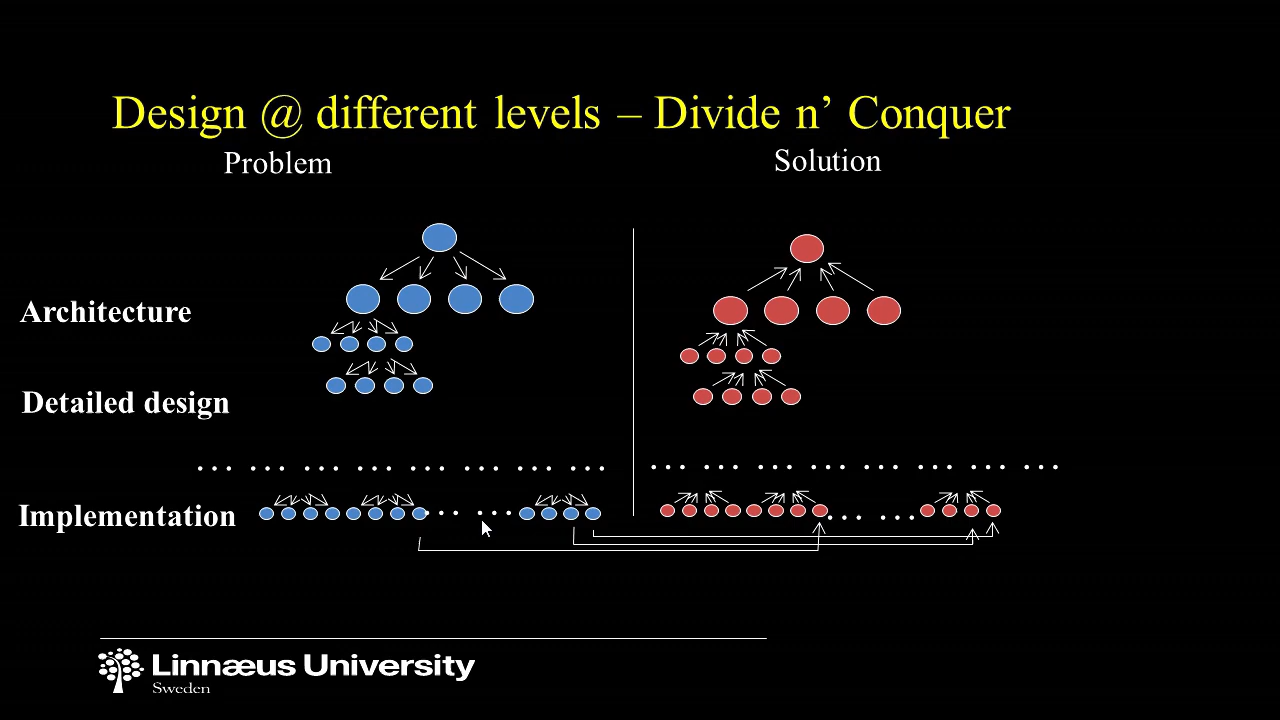 Design @ different levels – Divide n’ Conquer
Problem
Solution
Architecture
Detailed design
... ... ... ... ... ... ... ...
... ... ... ... ... ... ... ...
Implementation
... ...
... ...
Linnæus University
Sweden